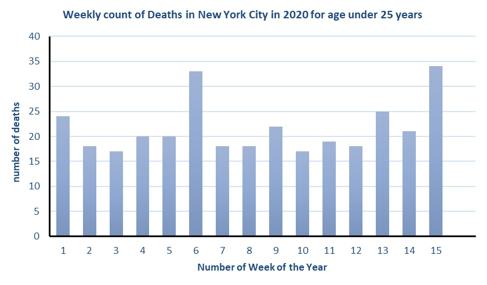 Weekly count of Deaths in New York City in 2020 for age under 25 years
40
35
30
25
20
15
10
5
0
number of deaths
1 2 3 4 5 6 7 8 9 10 11 12 13 14 15
Number of Week of the Year